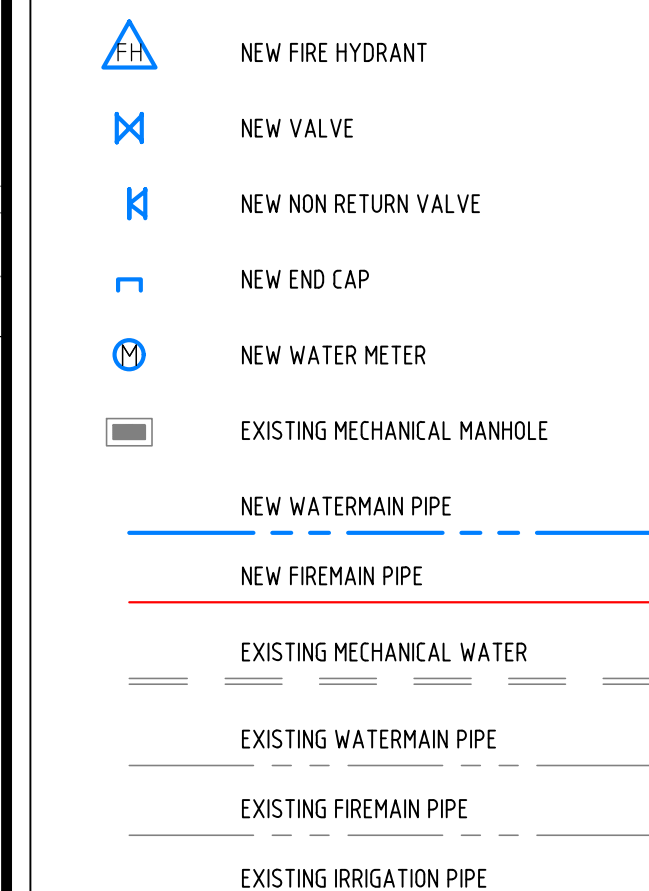 FH NEW FIRE HYDRANT
NEW VALVE
NEW NON RETURN VALVE
NEW END CAP
M NEW WATER METER
EXISTING MECHANICAL MANHOLE
NEW WATERMAIN PIPE
NEW FIREMAIN PIPE
EXISTING MECHANICAL WATER
EXISTING WATERMAIN PIPE
EXISTING FIREMAIN PIPE
EXISTING IRRIGATION PIPE